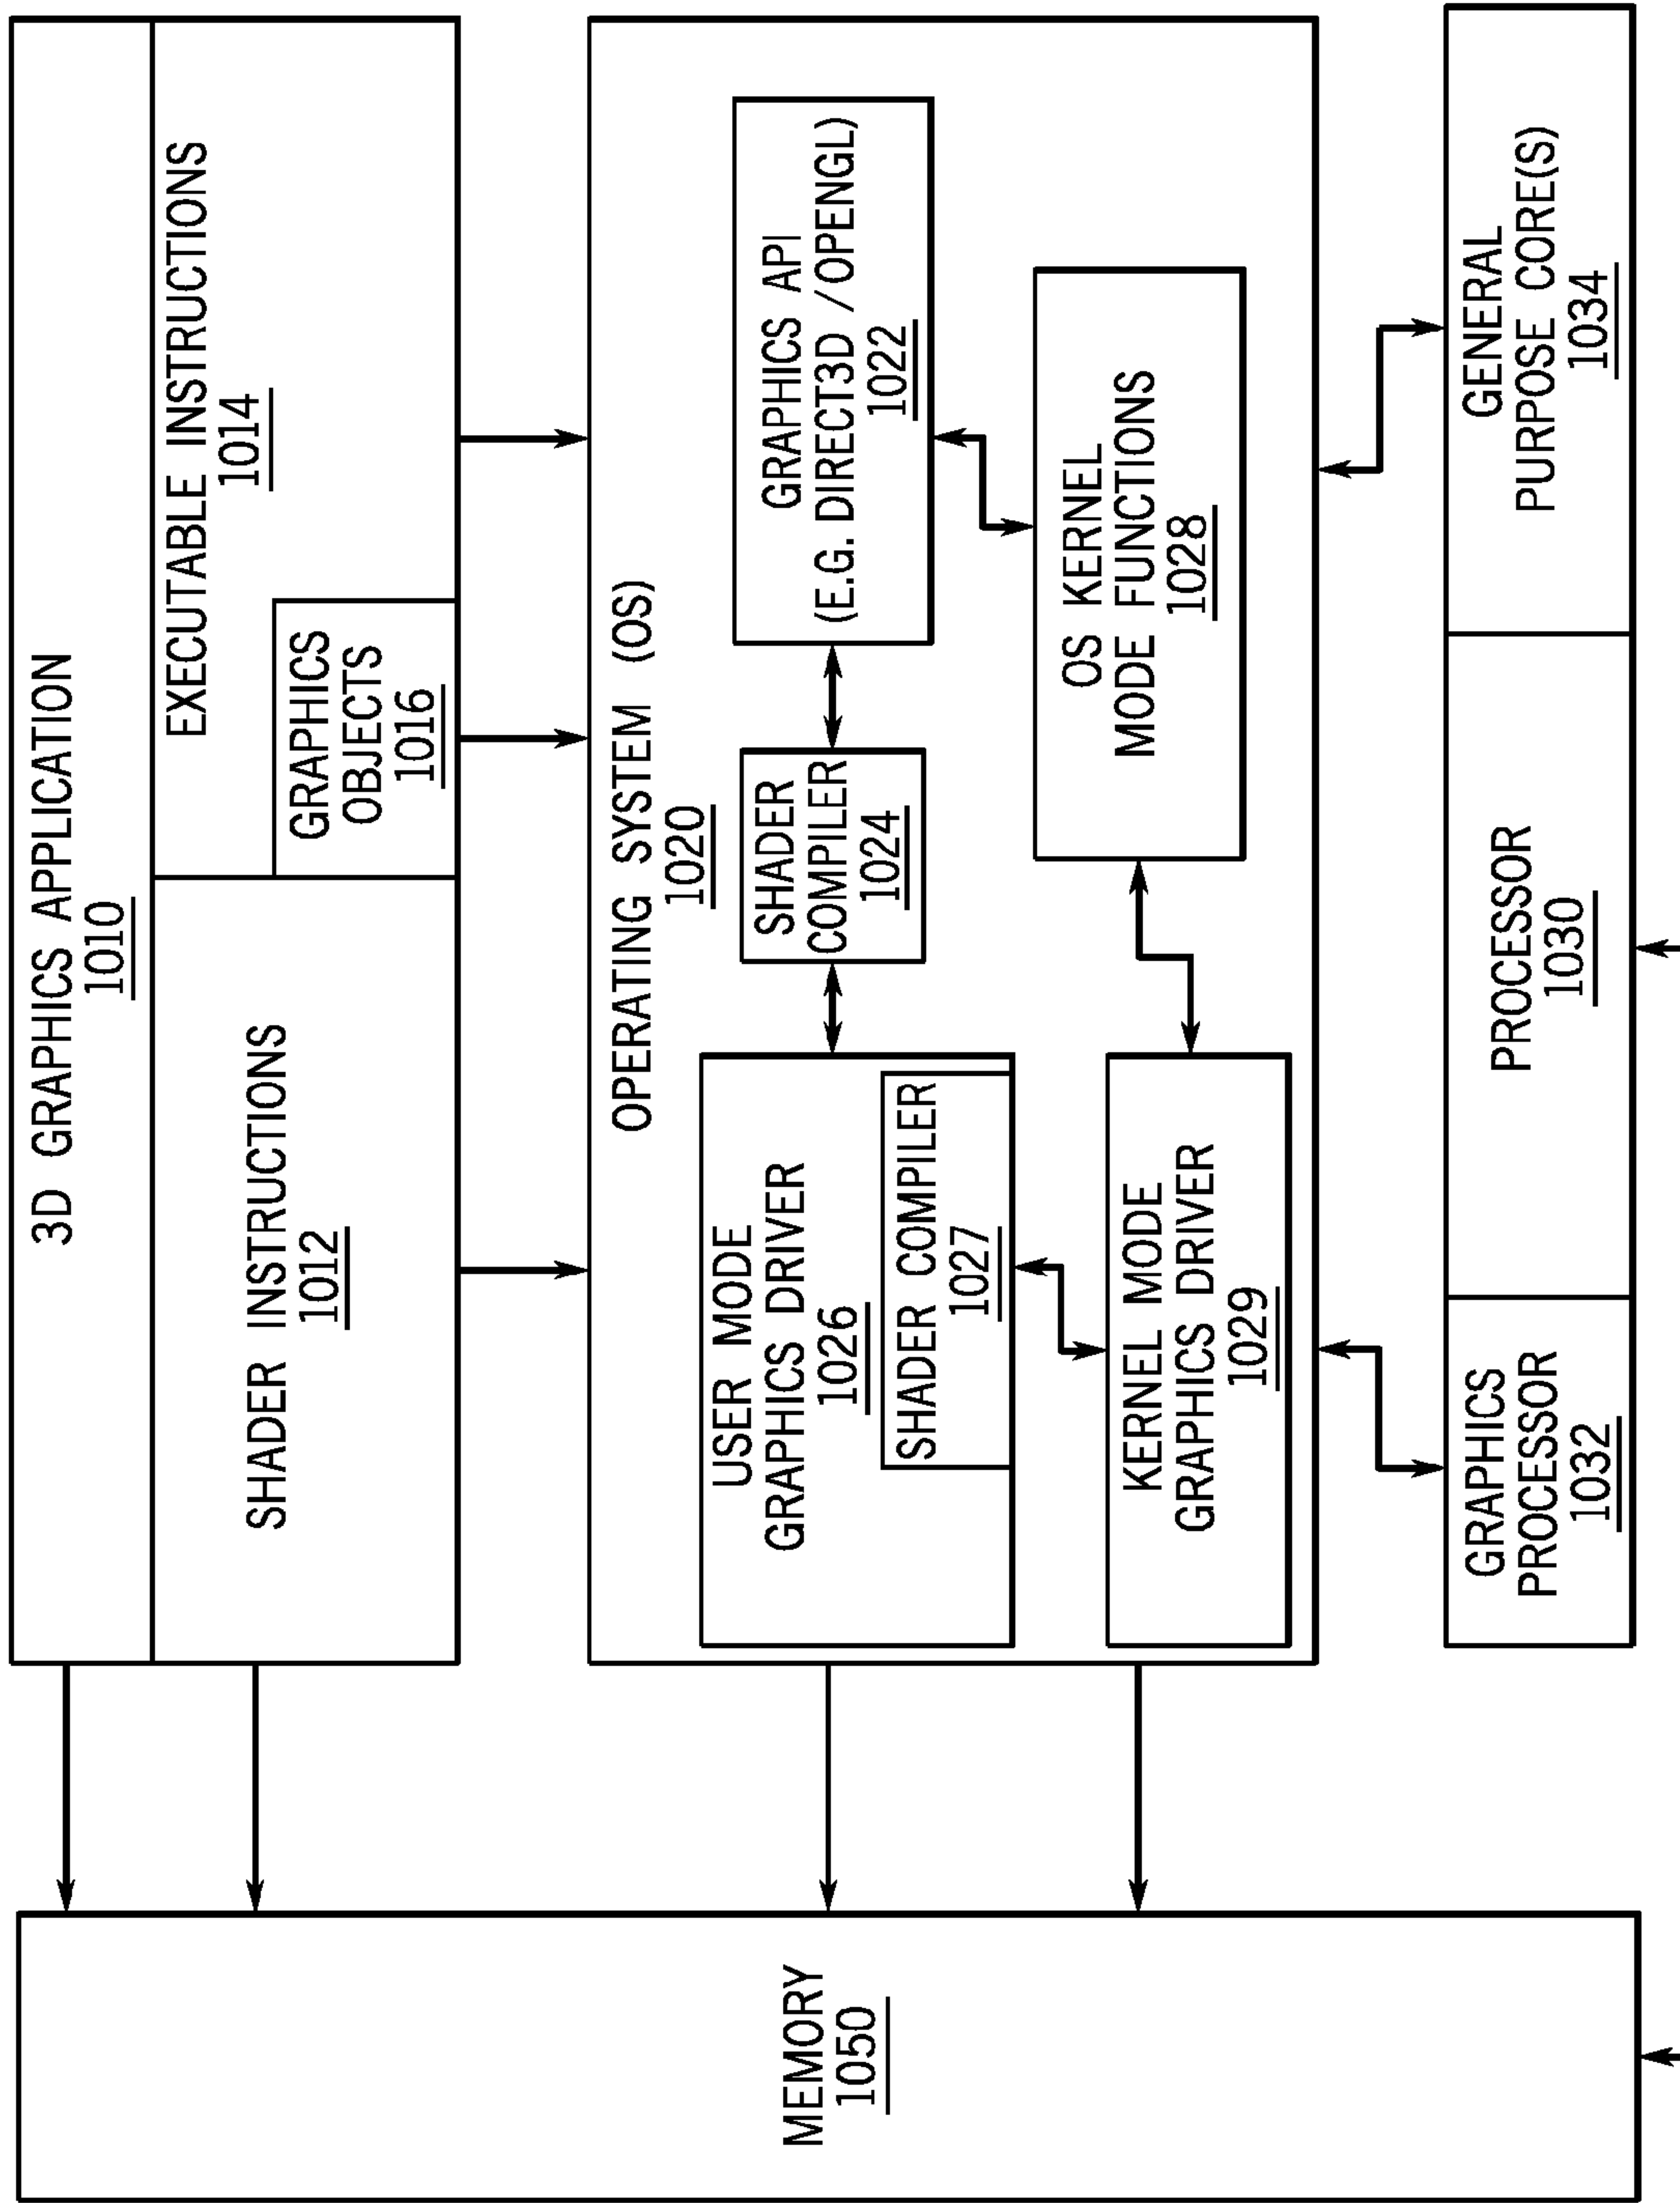 3D GRAPHICS APPLICATION
1010
SHADER INSTRUCTIONS
1012
EXECUTABLE INSTRUCTIONS
1014
GRAPHICS
OBJECTS
1016
OPERATING SYSTEM (OS)
1020
USER MODE
GRAPHICS DRIVER
1026
SHADER COMPILER
1027
SHADER
COMPILER
1024
GRAPHICS API
(E.G. DIRECT3D /OPENGL)
1022
KERNEL MODE
GRAPHICS DRIVER
1029
OS KERNEL
MODE FUNCTIONS
1028
GRAPHICS
PROCESSOR
1032
PROCESSOR
1030
GENERAL
PURPOSE CORE(S)
1034
MEMORY
1050